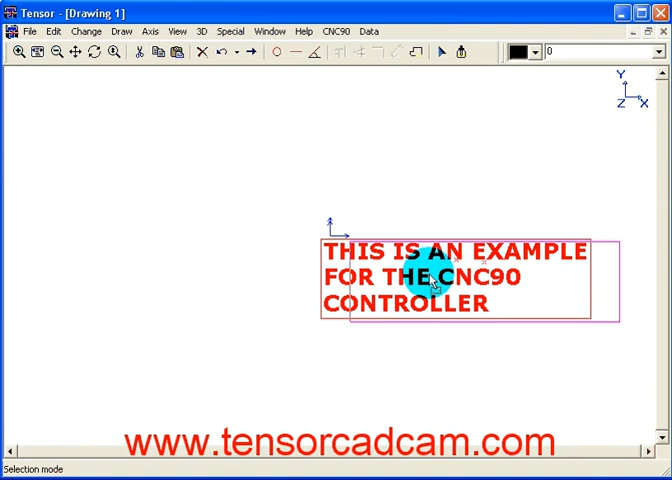 Tensor - [Drawing 1]
File Edit Change Draw Axis View 3D Special Window Help CNC90 Data
0
Y
Z X
THIS IS AN EXAMPLE
FOR THE CNC90
CONTROLLER
www.tensorcadcam.com
Selection mode